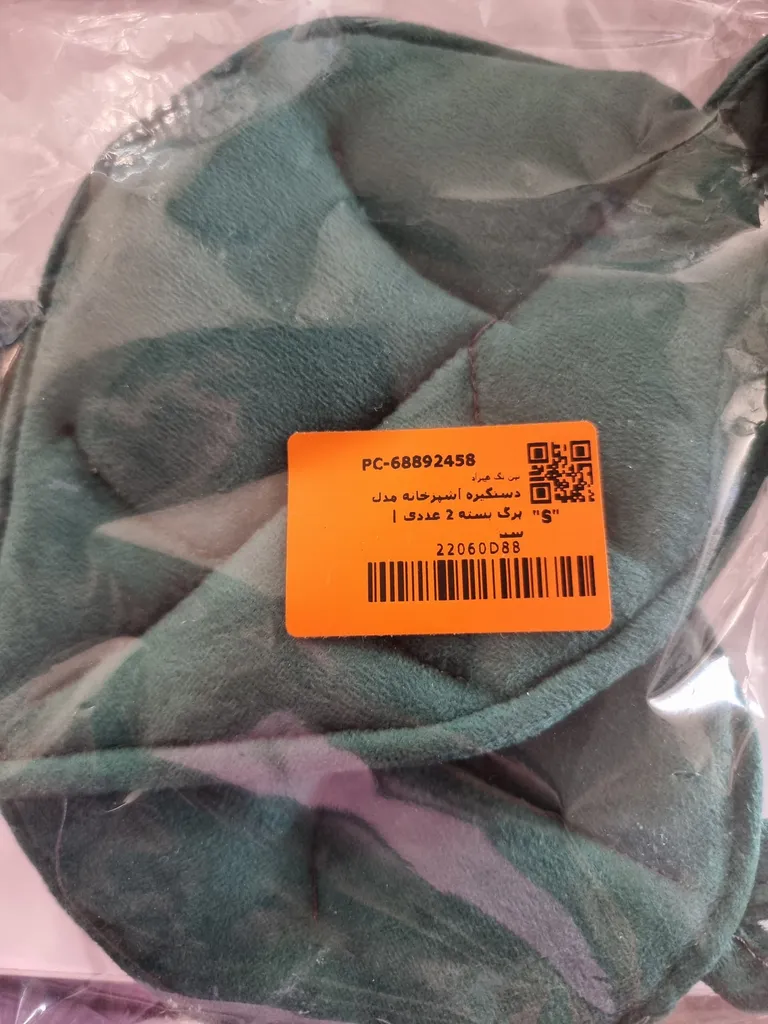 PC-68892458
دستگیره آشپزخانه مدل
برگ بسته 2 عددی |
"S"
22060D88